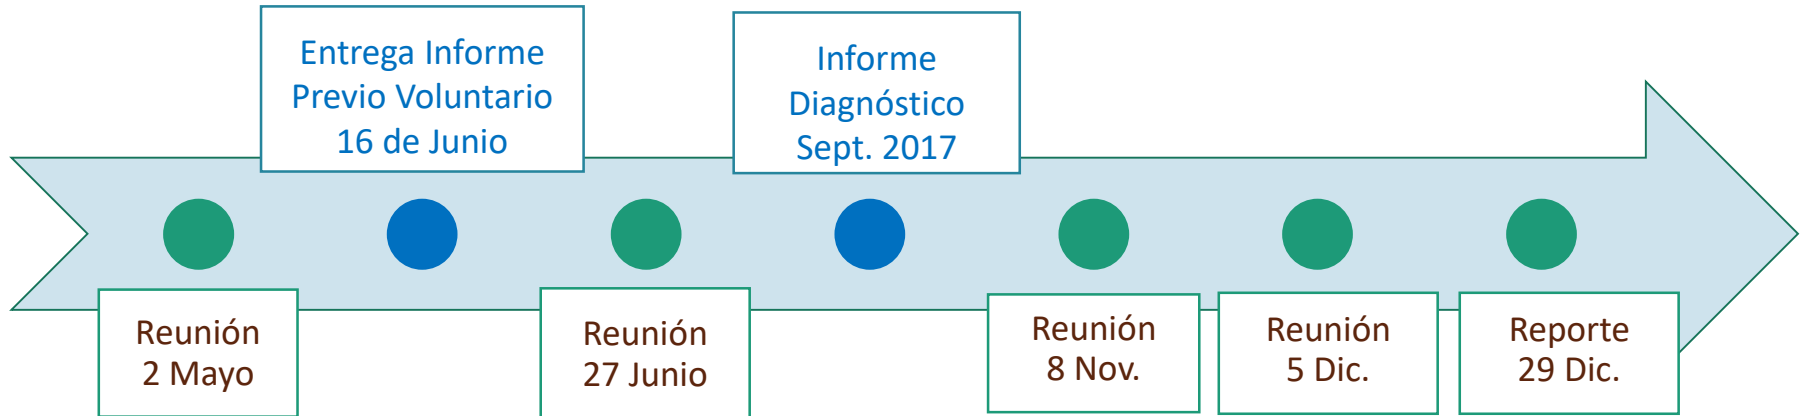 Entrega Informe
Previo Voluntario
16 de Junio
Informe
Diagnóstico
Sept. 2017
Reunión
2 Mayo
Reunión
27 Junio
Reunión
8 Nov.
Reunión
5 Dic.
Reporte
29 Dic.